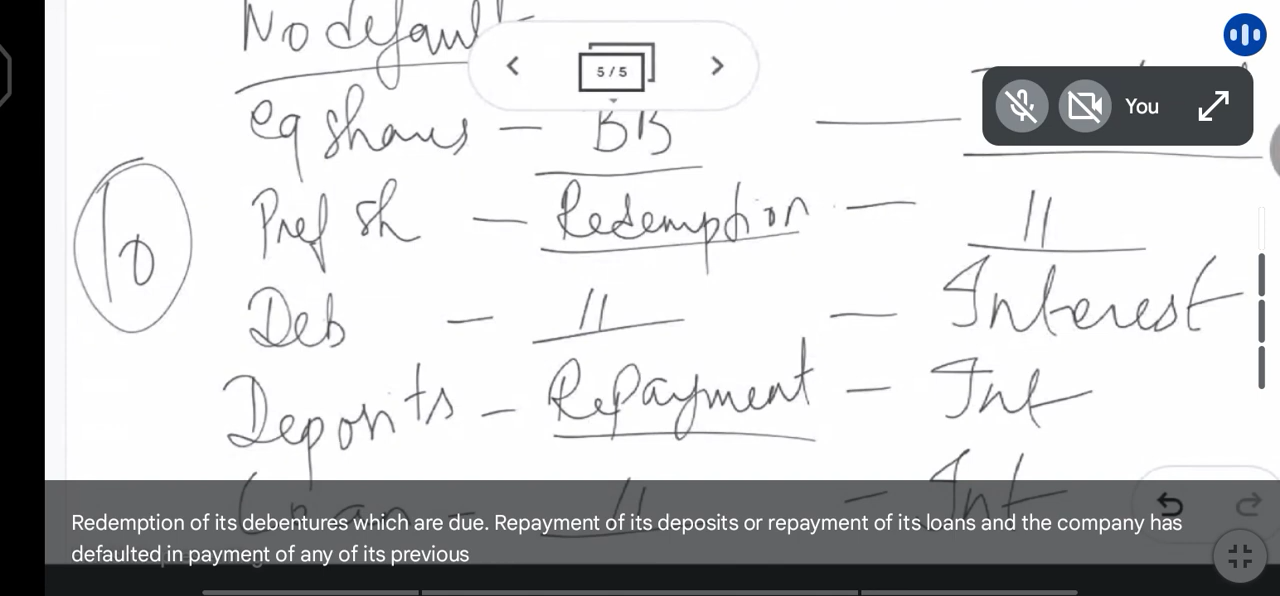 No default
5 / 5
You
eq shares - BB —
Pref sh - Redemption - 11
10
Deb - 11 - Interest
Deposits - Repayment - Int
Loan - 11 - Int
Redemption of its debentures which are due. Repayment of its deposits or repayment of its loans and the company has
defaulted in payment of any of its previous